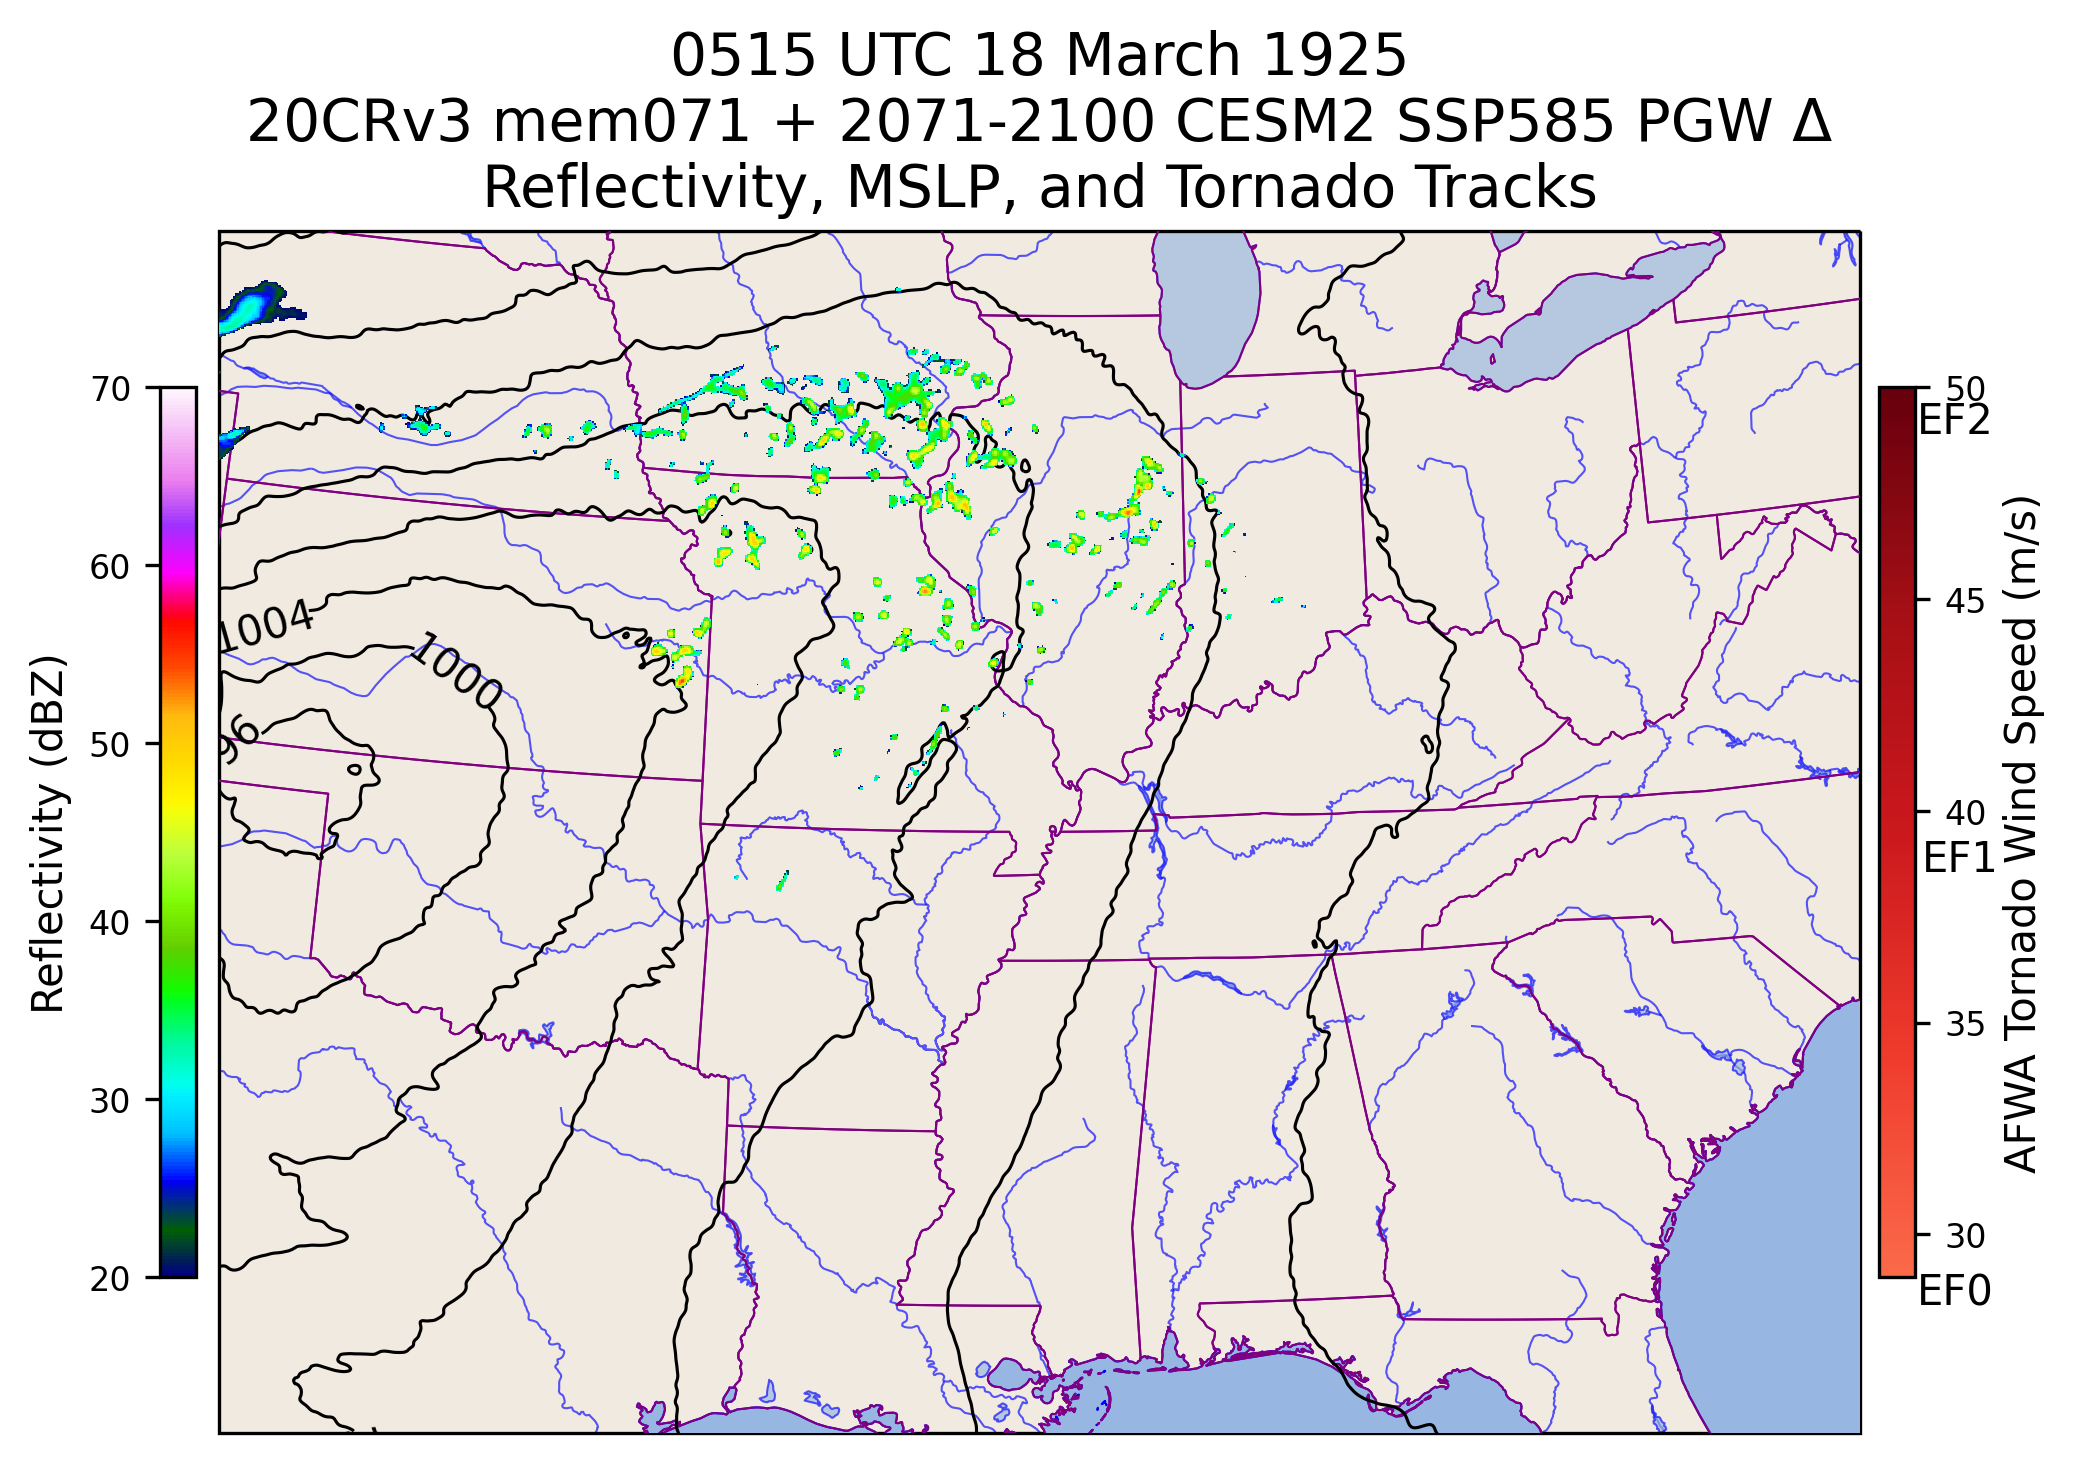 0515 UTC 18 March 1925
20CRv3 mem071 + 2071-2100 CESM2 SSP585 PGW Δ
Reflectivity, MSLP, and Tornado Tracks
70
60
50
40
30
20
Reflectivity (dBZ)
1004
1000
96
50
EF2
45
40
EF1
35
30
EF0
AFWA Tornado Wind Speed (m/s)